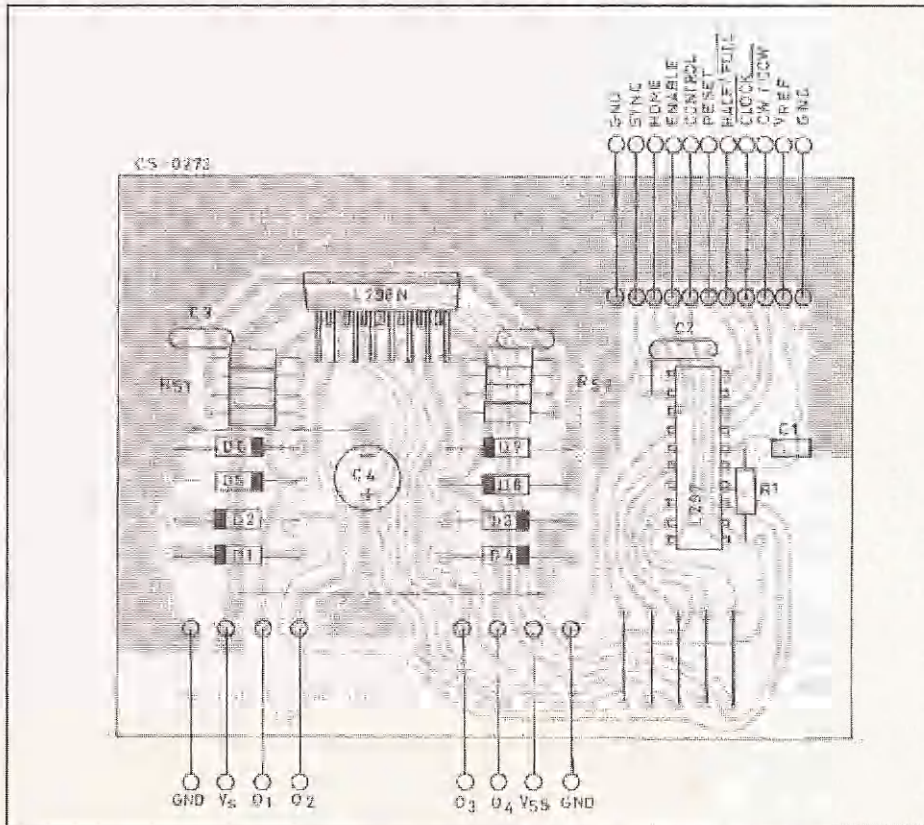 GND
SYNC
HOME
ENABLE
CONTROL
RESET
HALF/FULL
CLOCK
CW/CCW
VREF
GND
CS-0273
L298N
C3
C2
RS1
RS2
C1
D6
D7
C4
D5
D8
R1
L297
D2
D3
D1
D4
GND VS O1 O2 O3 O4 VSS GND